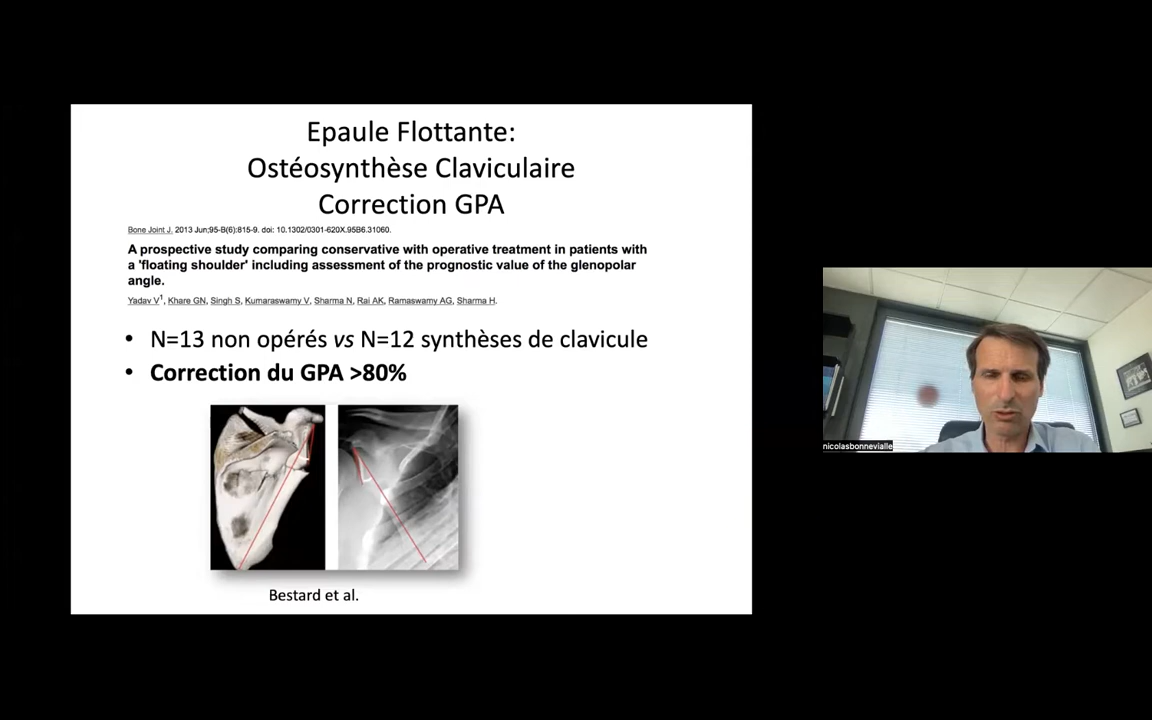 Epaule Flottante:
Ostéosynthèse Claviculaire
Correction GPA
Bone Joint J. 2013 Jun;95-B(6):815-9. doi: 10.1302/0301-620X.95B6.31060.
A prospective study comparing conservative with operative treatment in patients with
a 'floating shoulder' including assessment of the prognostic value of the glenopolar
angle.
Yadav V1, Khare GN, Singh S, Kumaraswamy V, Sharma N, Rai AK, Ramaswamy AG, Sharma H.
• N=13 non opérés vs N=12 synthèses de clavicule
• Correction du GPA >80%
nicolasbonnevialle
Bestard et al.